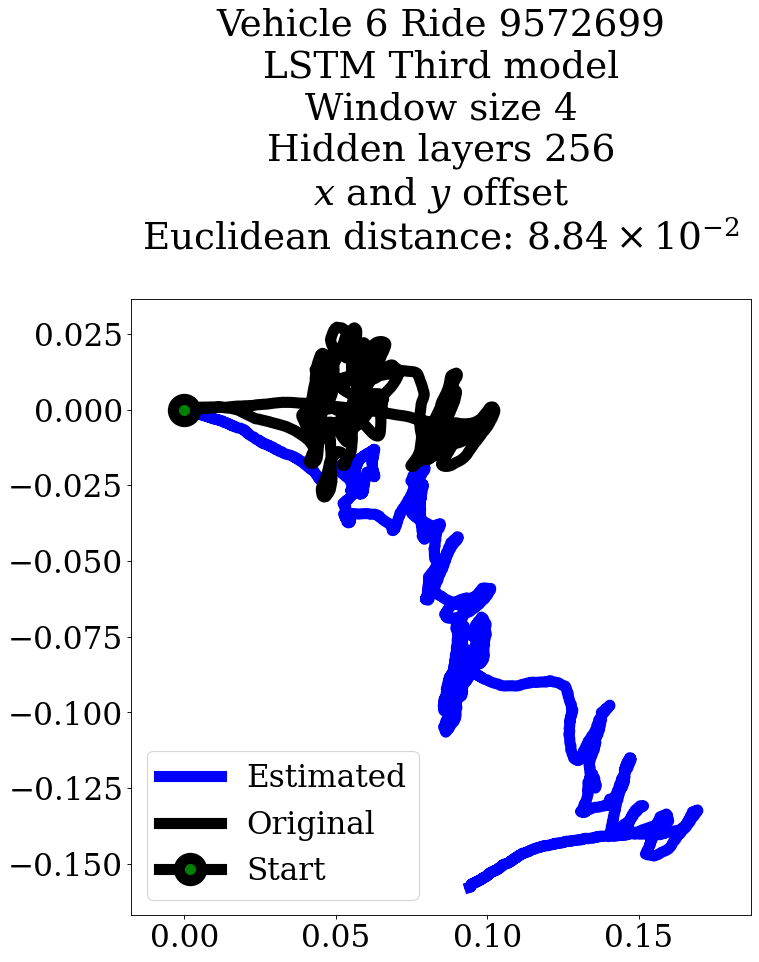 Vehicle 6 Ride 9572699
LSTM Third model
Window size 4
Hidden layers 256
x and y offset
Euclidean distance: 8.84 × 10⁻²
0.025
0.000
−0.025
−0.050
−0.075
−0.100
−0.125
−0.150
Estimated
Original
Start
0.00 0.05 0.10 0.15